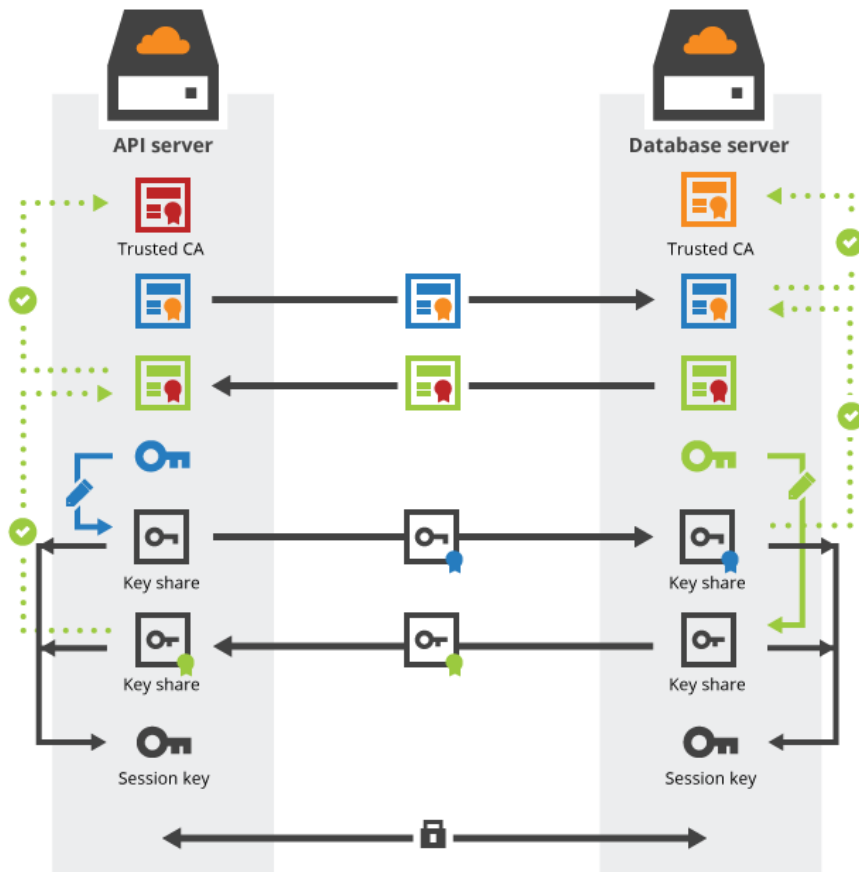 API server
Database server
Trusted CA
Trusted CA
Key share
Key share
Key share
Key share
Session key
Session key